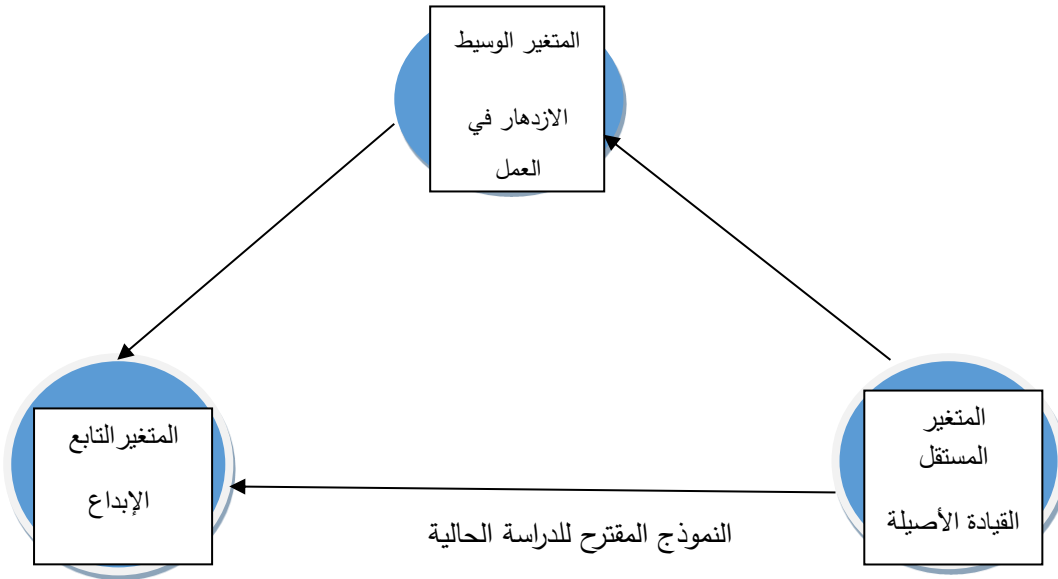 المتغير الوسيط
الازدهار في
العمل
المتغير
المستقل
القيادة الأصيلة
المتغير التابع
الإبداع
النموذج المقترح للدراسة الحالية